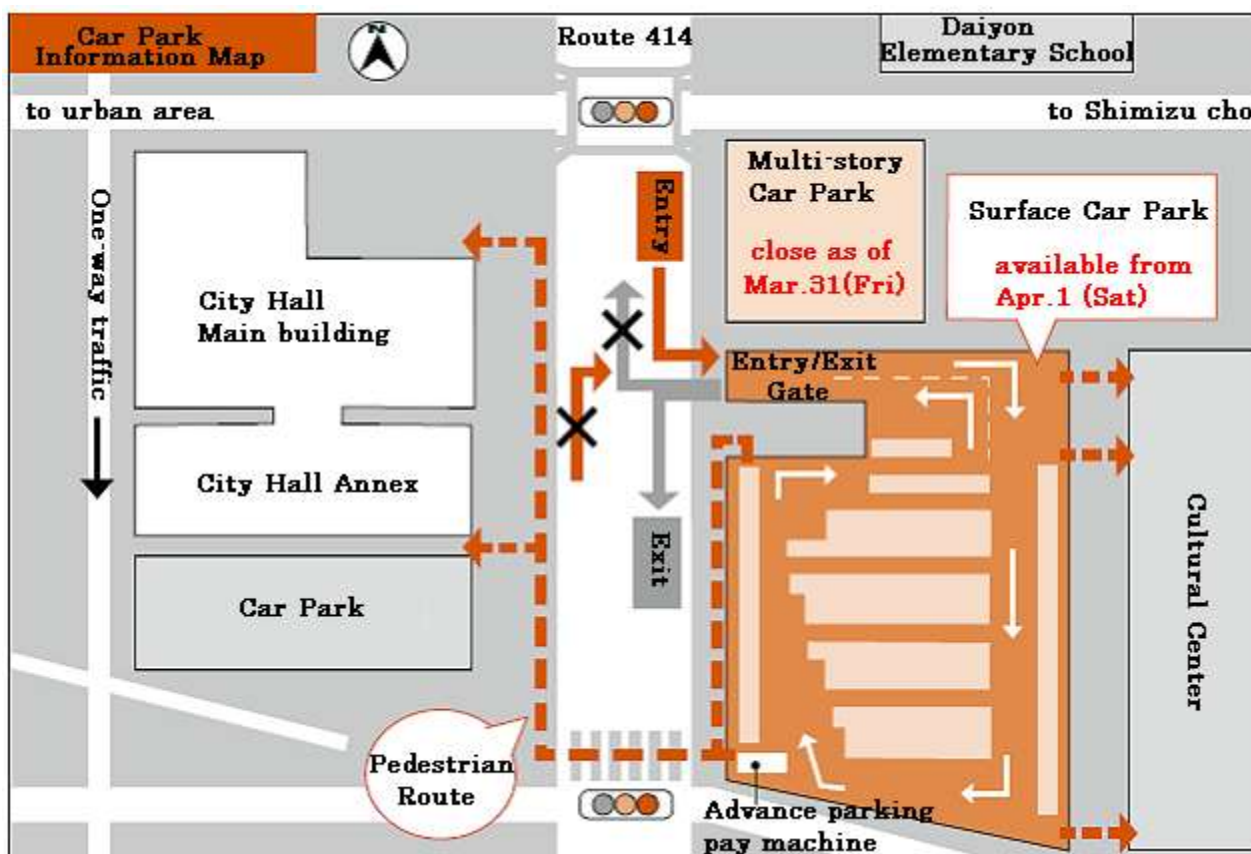 Car Park
Information Map
N
Route 414
Daiyon
Elementary School
to urban area
to Shimizu cho
One-way traffic
Entry
Multi-story
Car Park
close as of
Mar.31(Fri)
Surface Car Park
available from
Apr.1 (Sat)
City Hall
Main building
Entry/Exit
Gate
City Hall Annex
Exit
Car Park
Cultural Center
Pedestrian
Route
Advance parking
pay machine